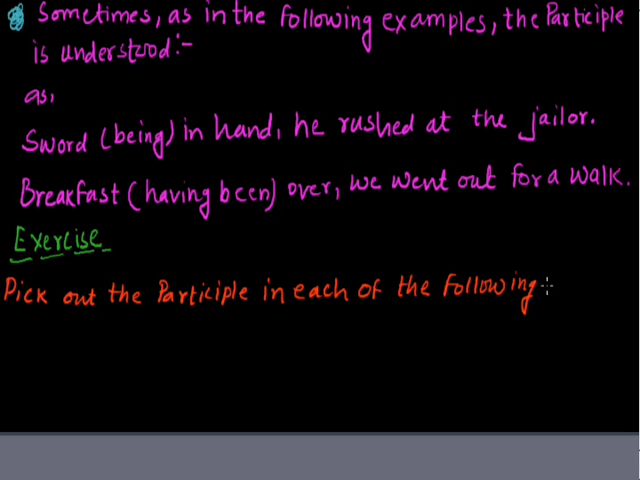 Sometimes, as in the following examples, the Participle
is understood:-
as,
Sword (being) in hand, he rushed at the jailor.
Breakfast (having been) over, we went out for a walk.
Exercise
Pick out the Participle in each of the following